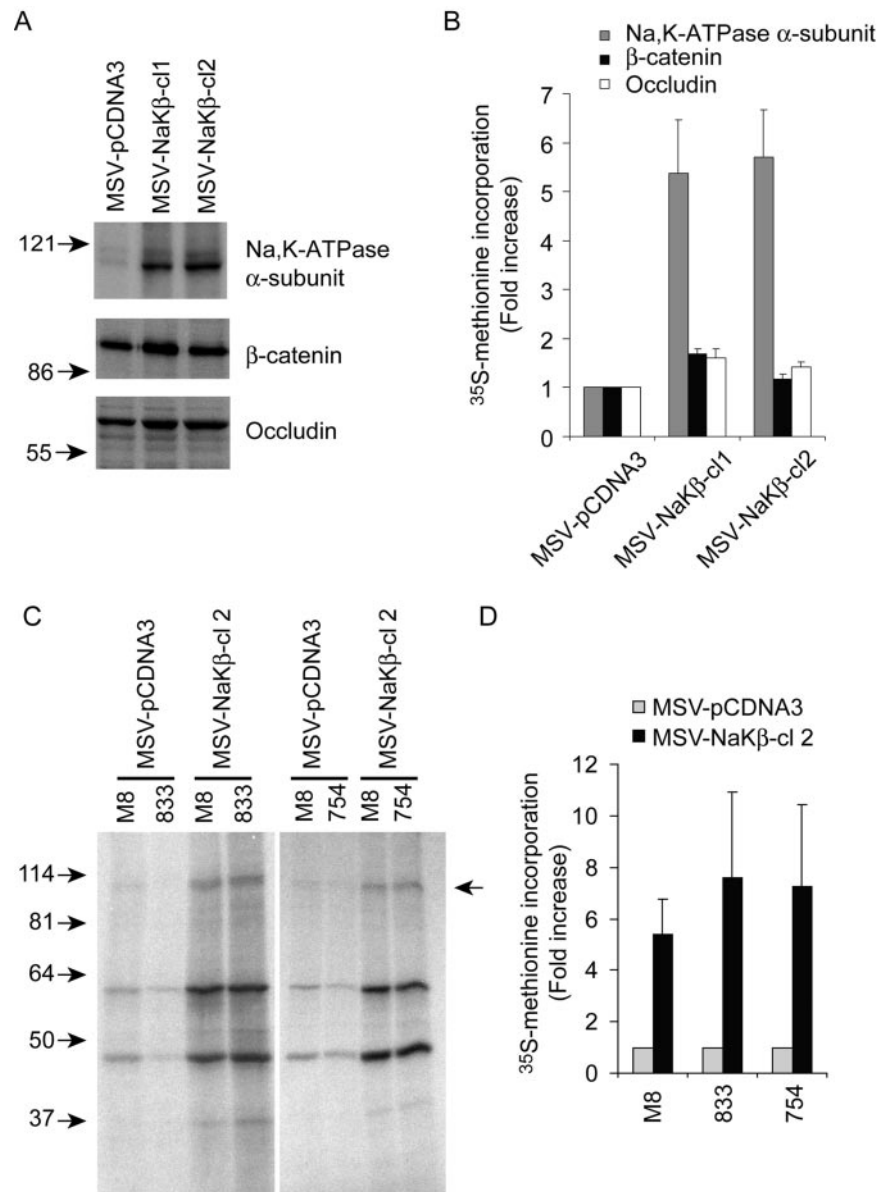 A
MSV-pCDNA3
MSV-NaKβ-cl1
MSV-NaKβ-cl2
121
Na,K-ATPase
α-subunit
β-catenin
86
Occludin
55
B
Na,K-ATPase α-subunit
β-catenin
Occludin
35S-methionine incorporation
(Fold increase)
7
6
5
4
3
2
1
0
MSV-pCDNA3
MSV-NaKβ-cl1
MSV-NaKβ-cl2
C
MSV-pCDNA3
MSV-NaKβ-cl 2
MSV-pCDNA3
MSV-NaKβ-cl 2
M8
833
M8
833
M8
754
M8
754
114
81
64
50
37
D
MSV-pCDNA3
MSV-NaKβ-cl 2
35S-methionine incorporation
(Fold increase)
12
10
8
6
4
2
0
M8
833
754